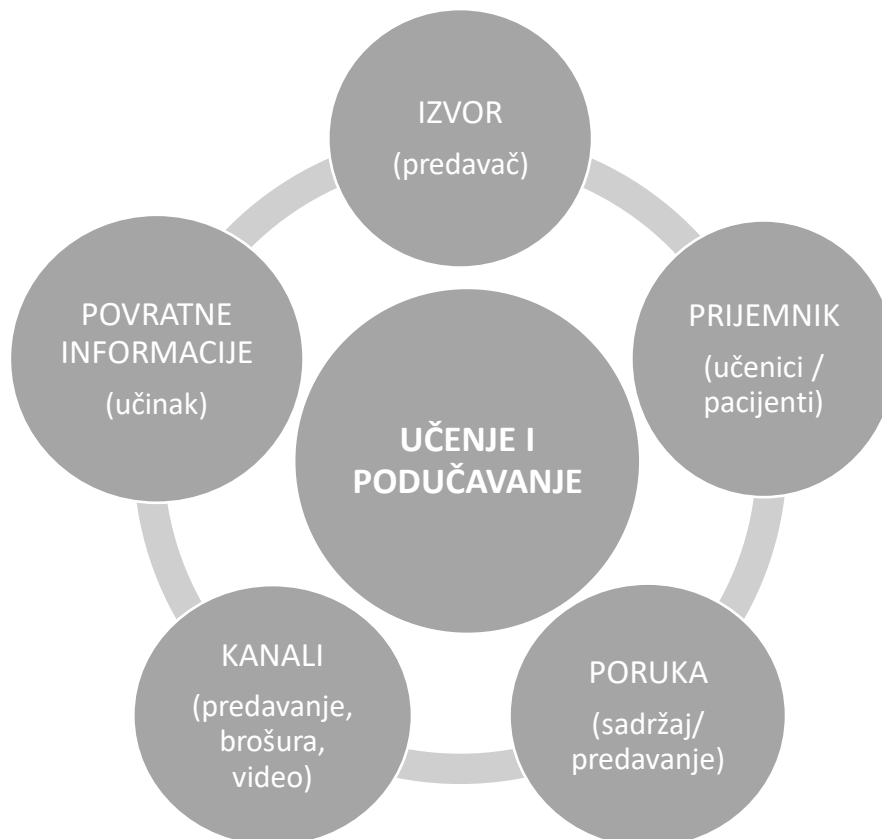 IZVOR
(predavač)
PRIJEMNIK
(učenici /
pacijenti)
PORUKA
(sadržaj/
predavanje)
KANALI
(predavanje,
brošura,
video)
POVRATNE
INFORMACIJE
(učinak)
UČENJE I
PODUČAVANJE